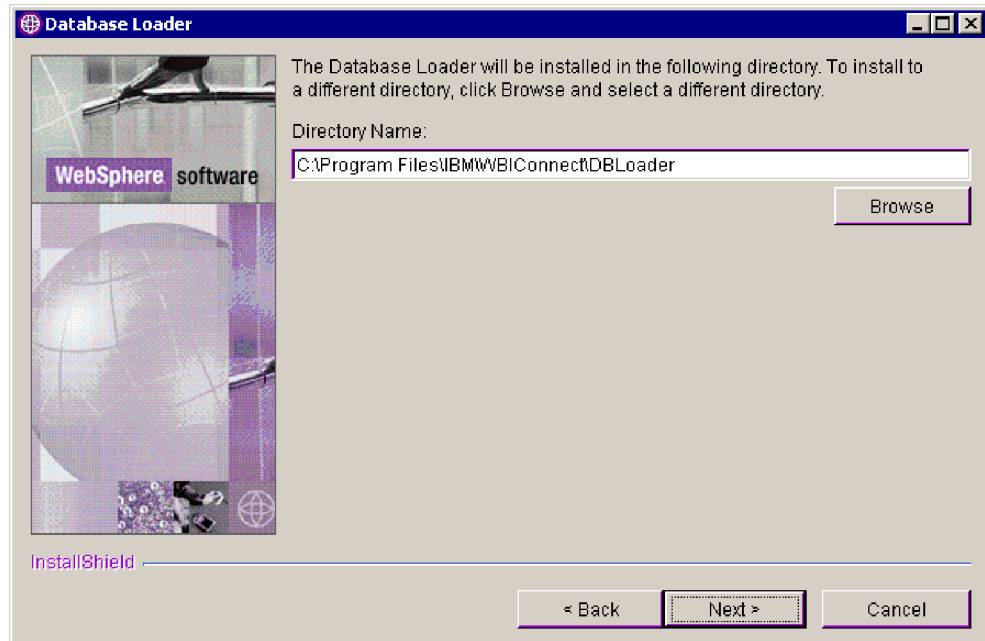 Database Loader
The Database Loader will be installed in the following directory. To install to
a different directory, click Browse and select a different directory.
Directory Name:
C:\Program Files\IBM\WBIConnect\DBLoader
WebSphere software
Browse
InstallShield
< Back
Next >
Cancel